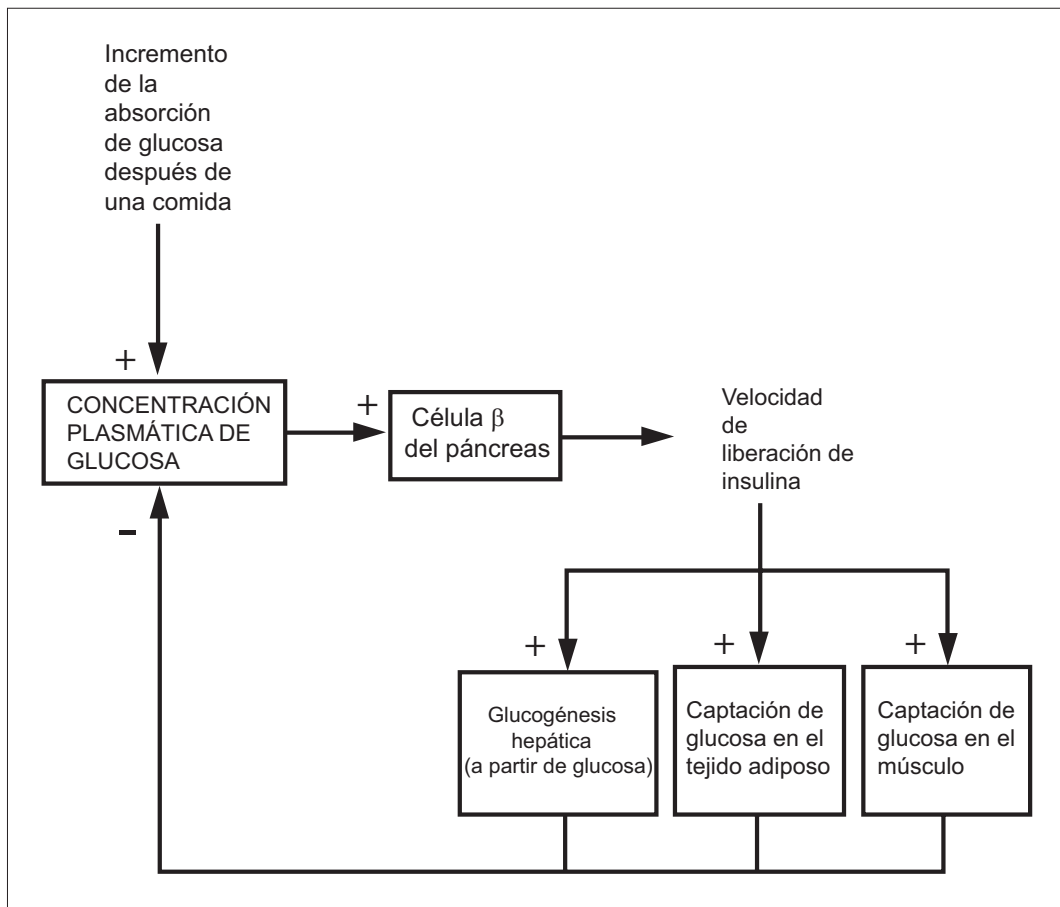 Incremento
de la
absorción
de glucosa
después de
una comida
+
CONCENTRACIÓN
PLASMÁTICA DE
GLUCOSA
+
Célula β
del páncreas
Velocidad
de
liberación de
insulina
-
+
Glucogénesis
hepática
(a partir de glucosa)
+
Captación de
glucosa en el
tejido adiposo
+
Captación de
glucosa en el
músculo